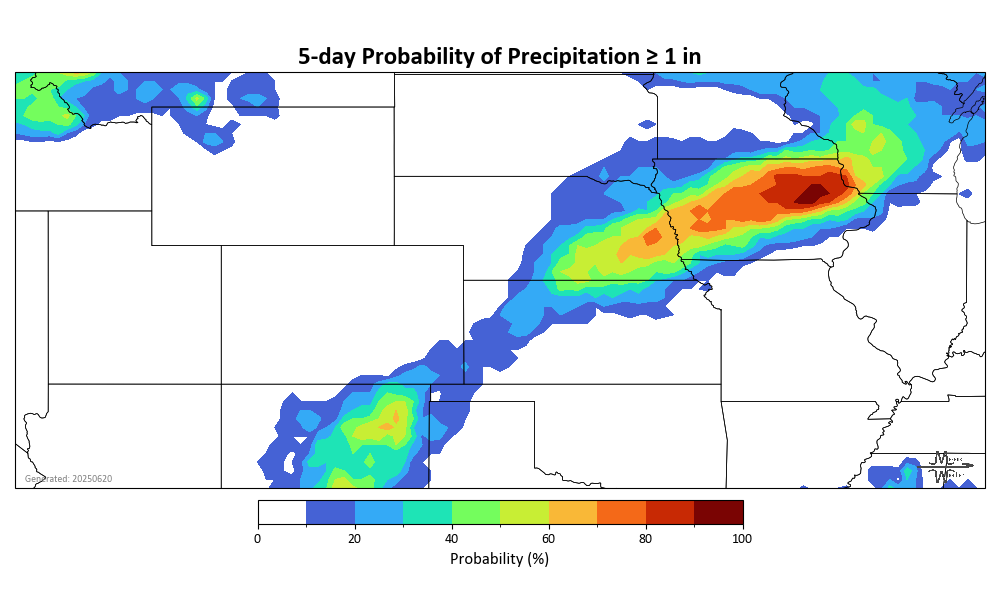 5-day Probability of Precipitation ≥ 1 in
Generated: 20250620
0 20 40 60 80 100
Probability (%)